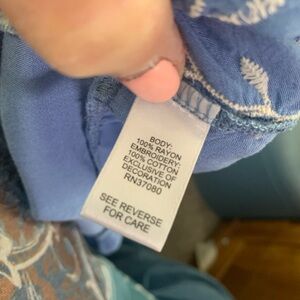 BODY:
100% RAYON
EMBROIDERY:
100% COTTON
EXCLUSIVE OF
DECORATION
RN37080
SEE REVERSE
FOR CARE